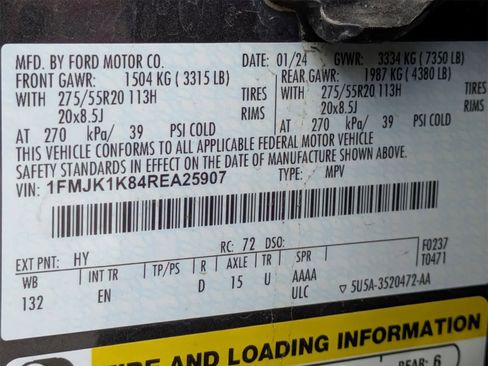 MFD. BY FORD MOTOR CO. DATE: 01/24 GVWR: 3334 KG ( 7350 LB)
FRONT GAWR: 1504 KG ( 3315 LB) REAR GAWR: 1987 KG ( 4380 LB)
WITH 275/55R20 113H TIRES WITH 275/55R20 113H TIRES
20x8.5J RIMS 20x8.5J RIMS
AT 270 kPa/ 39 PSI COLD AT 270 kPa/ 39 PSI COLD
THIS VEHICLE CONFORMS TO ALL APPLICABLE FEDERAL MOTOR VEHICLE
SAFETY STANDARDS IN EFFECT ON THE DATE OF MANUFACTURE SHOWN ABOVE.
VIN: 1FMJK1K84REA25907 TYPE: MPV
EXT PNT: HY RC: 72 DSO: F0237
WB INT TR TP/PS R AXLE TR SPR T0471
132 EN D 15 U AAAA
ULC ▽ 5U5A-3520472-AA
AND LOADING INFORMATION
REAR: 6